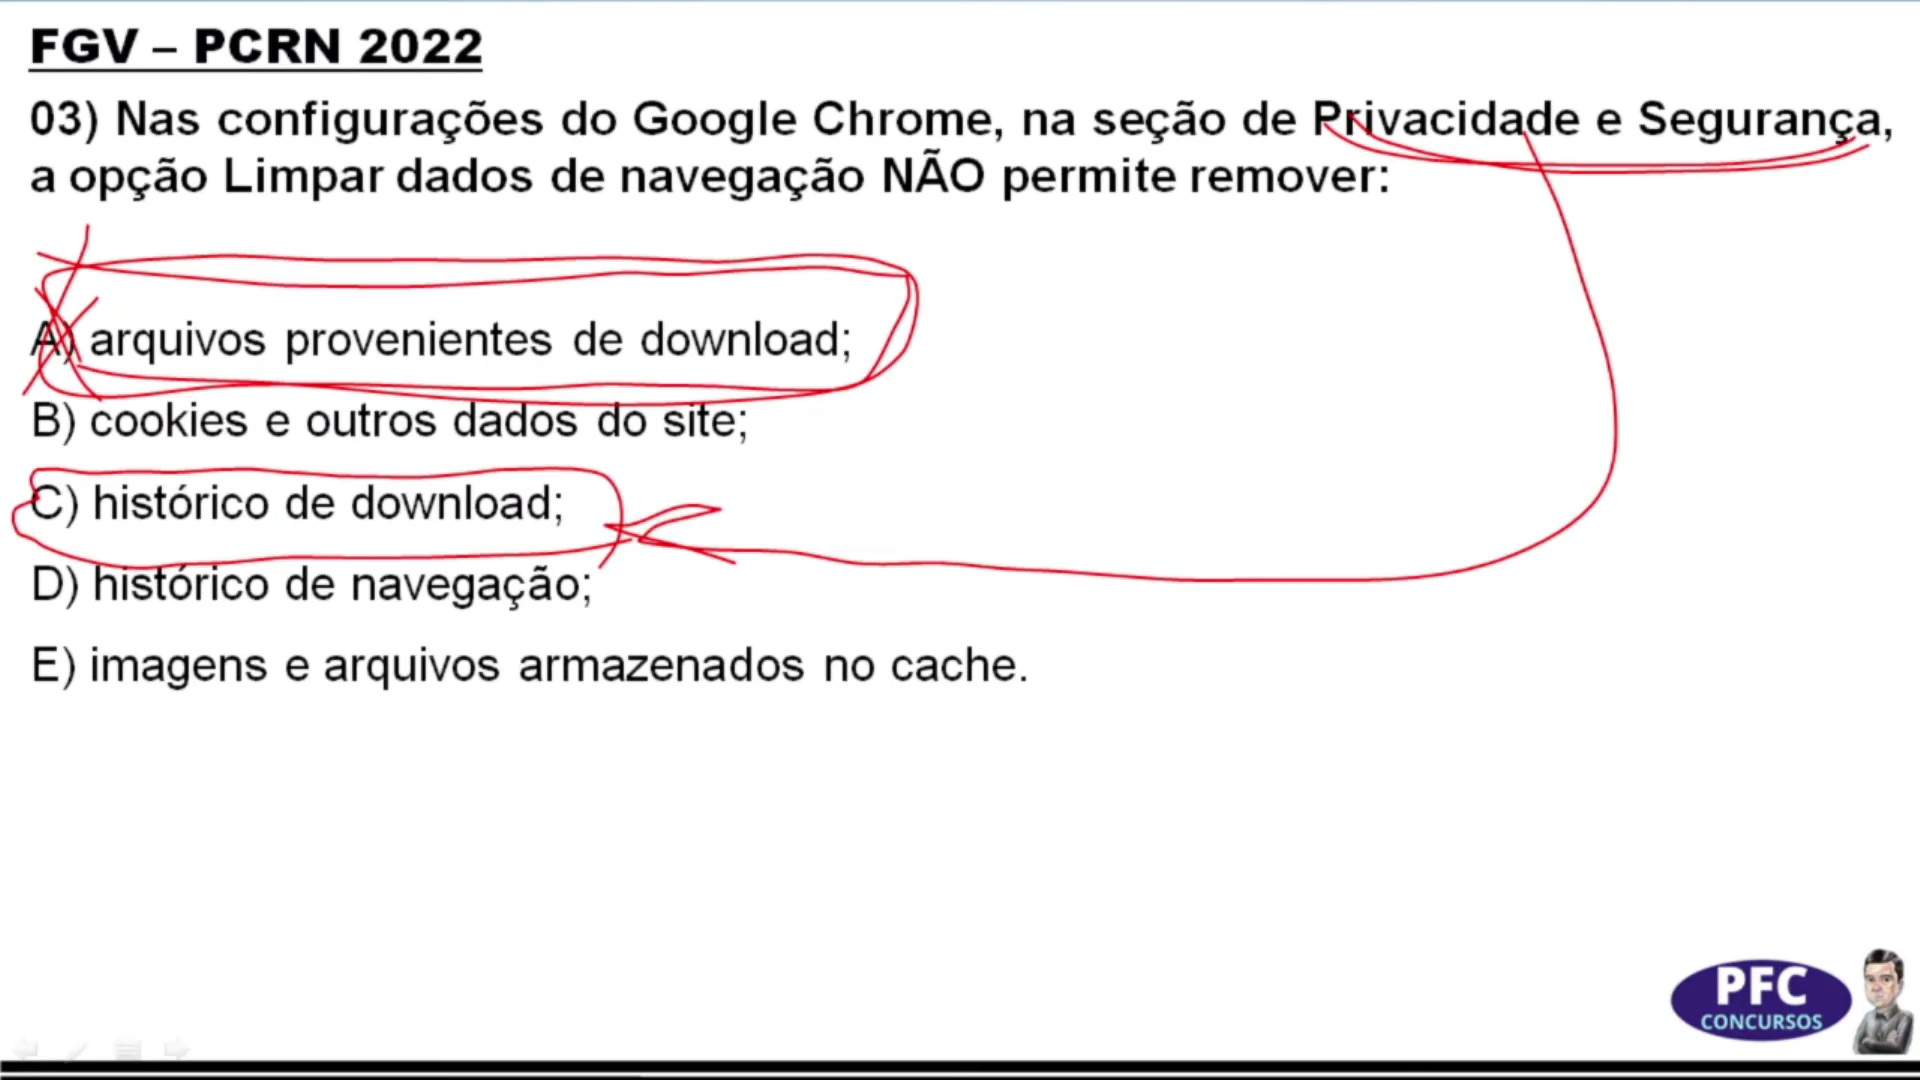 FGV – PCRN 2022
03) Nas configurações do Google Chrome, na seção de Privacidade e Segurança,
a opção Limpar dados de navegação NÃO permite remover:
A) arquivos provenientes de download;
B) cookies e outros dados do site;
C) histórico de download;
D) histórico de navegação;
E) imagens e arquivos armazenados no cache.
PFC
CONCURSOS